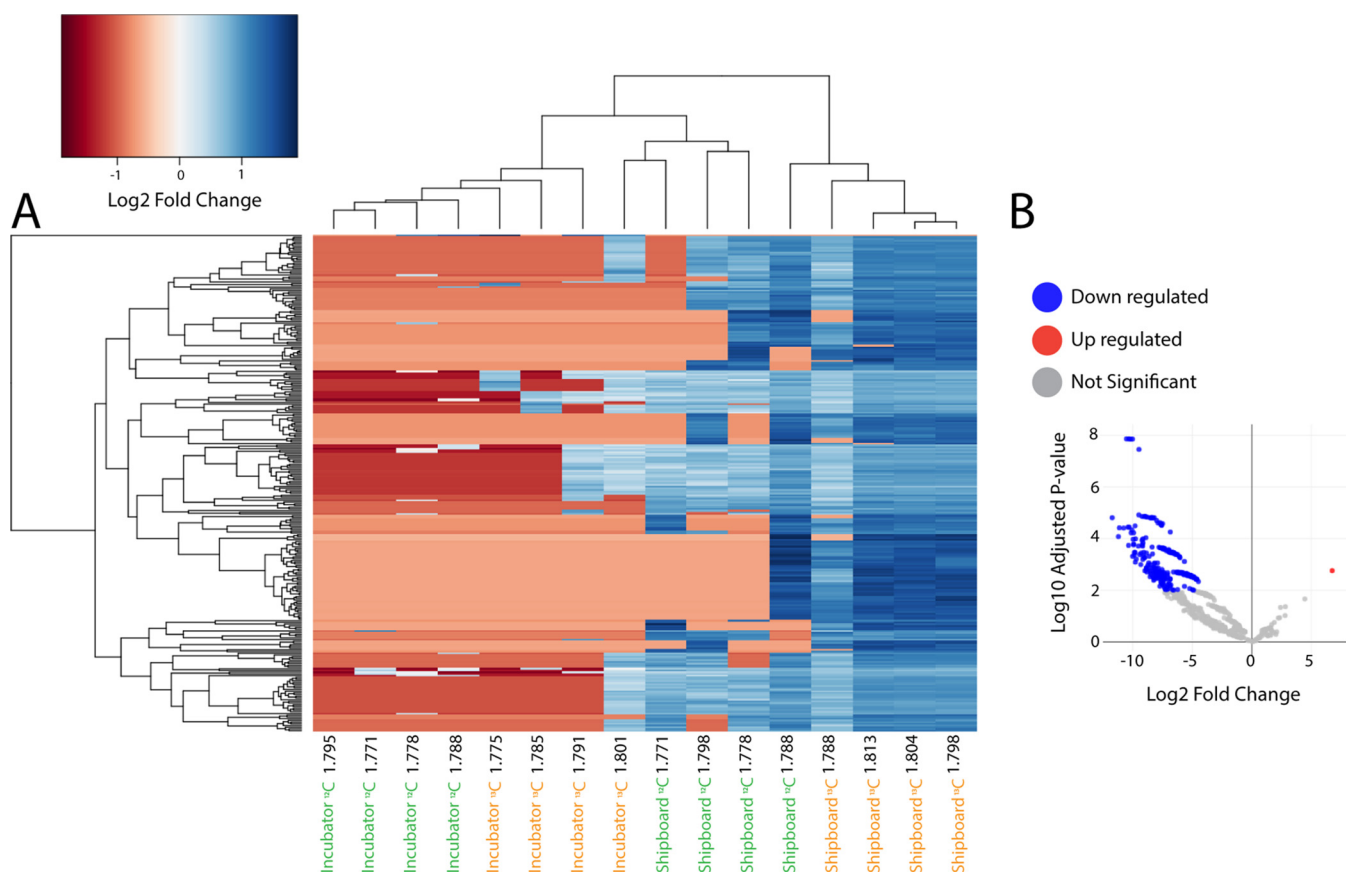 -1 0 1
Log2 Fold Change
A
B
Down regulated
Up regulated
Not Significant
8
6
4
2
0
Log10 Adjusted P-value
-10 -5 0 5
Log2 Fold Change
Incubator ¹²C 1.795
Incubator ¹²C 1.771
Incubator ¹²C 1.778
Incubator ¹²C 1.788
Incubator ¹³C 1.775
Incubator ¹³C 1.785
Incubator ¹³C 1.791
Incubator ¹³C 1.801
Shipboard ¹²C 1.771
Shipboard ¹²C 1.798
Shipboard ¹²C 1.778
Shipboard ¹²C 1.788
Shipboard ¹³C 1.788
Shipboard ¹³C 1.813
Shipboard ¹³C 1.804
Shipboard ¹³C 1.798